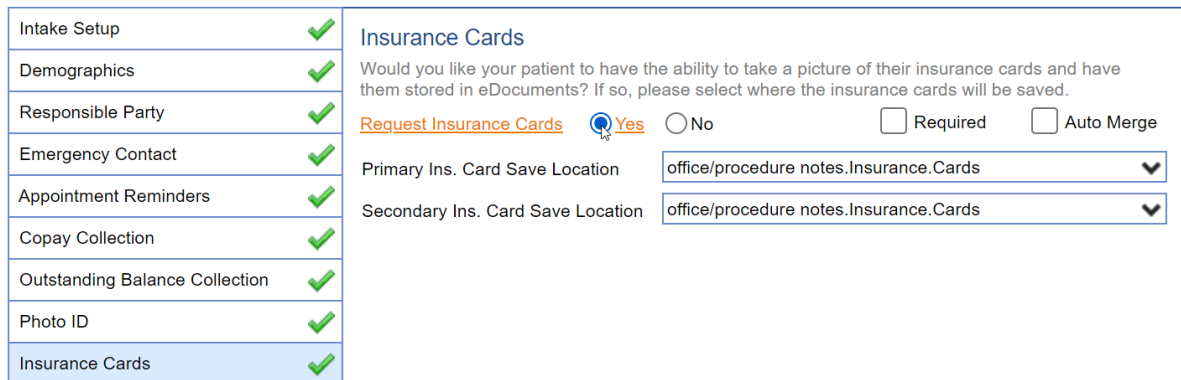 Intake Setup
Demographics
Responsible Party
Emergency Contact
Appointment Reminders
Copay Collection
Outstanding Balance Collection
Photo ID
Insurance Cards
Insurance Cards
Would you like your patient to have the ability to take a picture of their insurance cards and have
them stored in eDocuments? If so, please select where the insurance cards will be saved.
Request Insurance Cards Yes No Required Auto Merge
Primary Ins. Card Save Location office/procedure notes.Insurance.Cards
Secondary Ins. Card Save Location office/procedure notes.Insurance.Cards